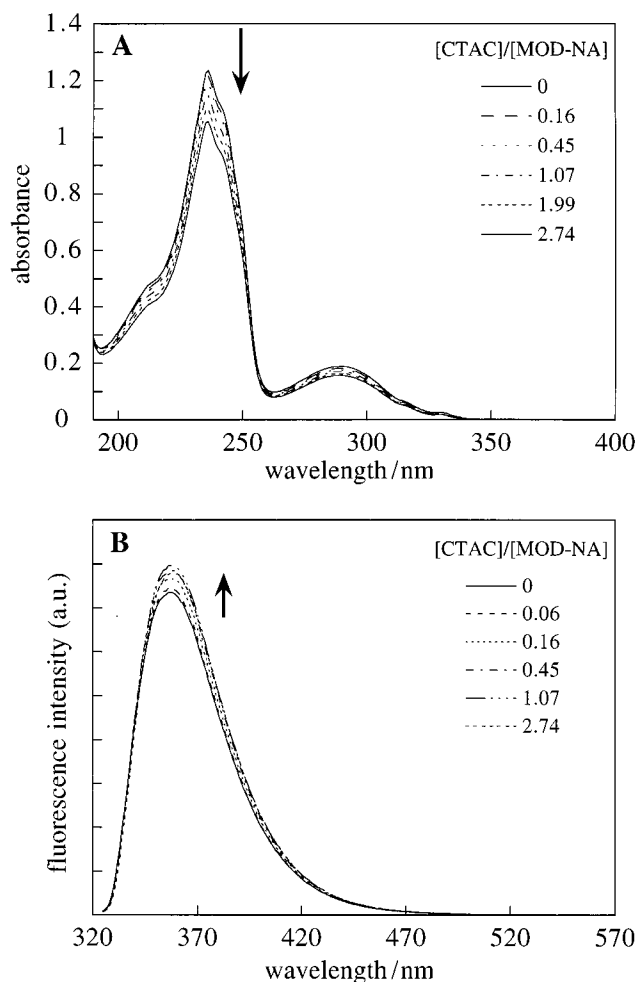 A
[CTAC]/[MOD-NA]
0
0.16
0.45
1.07
1.99
2.74
1.4
1.2
1
0.8
0.6
0.4
0.2
0
absorbance
200 250 300 350 400
wavelength/nm
B
[CTAC]/[MOD-NA]
0
0.06
0.16
0.45
1.07
2.74
fluorescence intensity (a.u.)
320 370 420 470 520 570
wavelength/nm